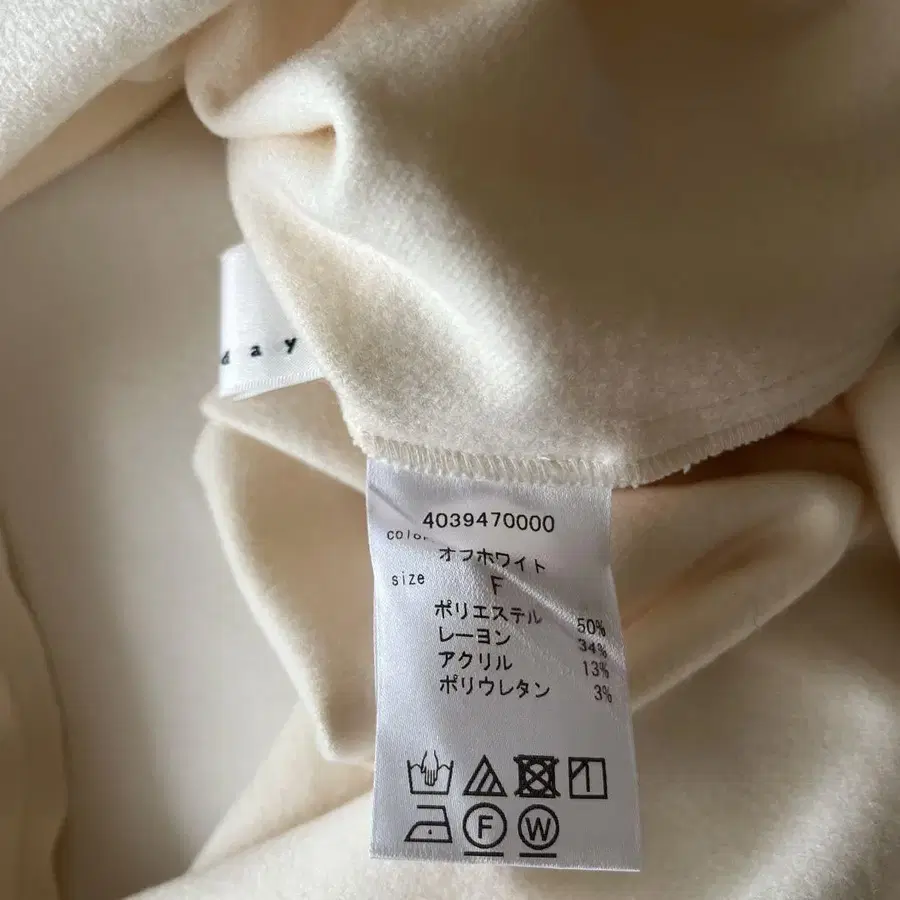 day
4039470000
color
オフホワイト
size F
ポリエステル 50%
レーヨン 34%
アクリル 13%
ポリウレタン 3%
F W